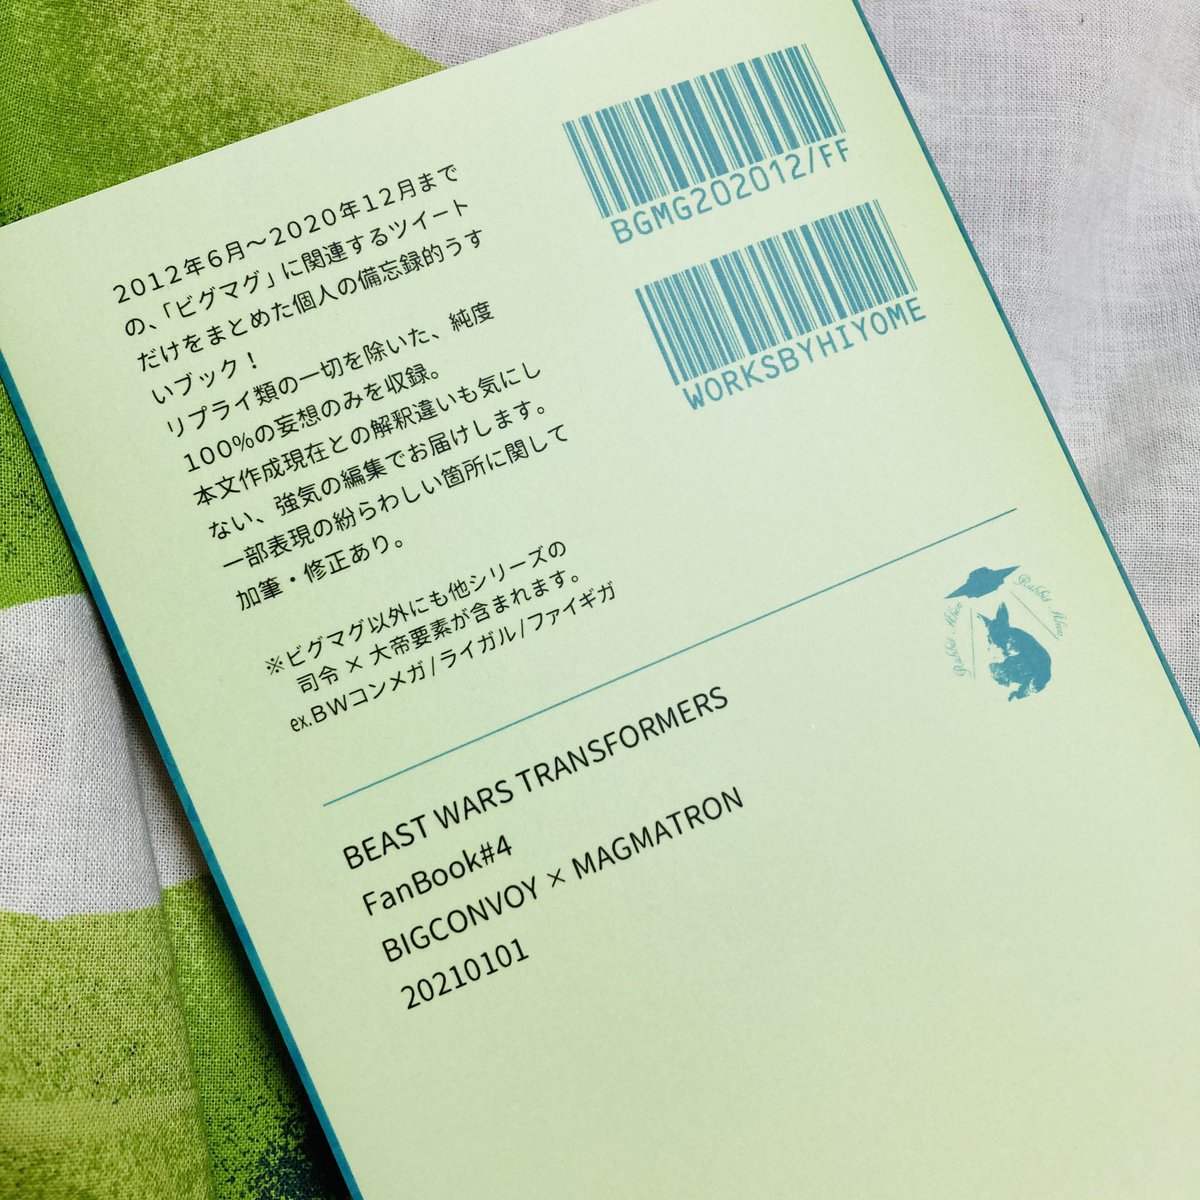 BGMG202012/FF
WORKSBYHIYOME
2012年6月～2020年12月まで
の、「ビグマグ」に関連するツイート
だけをまとめた個人の備忘録的うす
いブック！
リプライ類の一切を除いた、純度
100%の妄想のみを収録。
本文作成現在との解釈違いも気にし
ない、強気の編集でお届けします。
一部表現の紛らわしい箇所に関して
加筆・修正あり。
※ビグマグ以外にも他シリーズの
司令×大帝要素が含まれます。
ex.BWコンメガ/ライガル/ファイギガ
BEAST WARS TRANSFORMERS
FanBook#4
BIGCONVOY × MAGMATRON
20210101